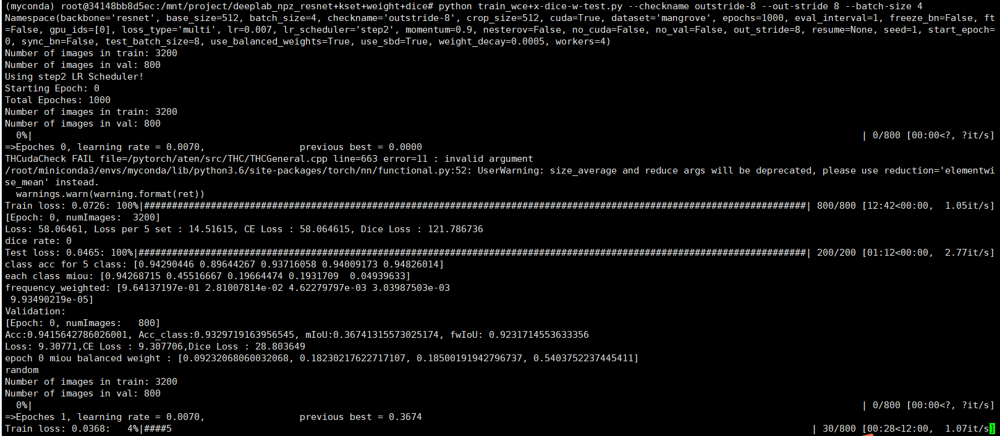 (myconda) root@34148bb8d5ec:/mnt/project/deeplab_npz_resnet+kset+weight+dice# python train_wce+x-dice-w-test.py --checkname outstride-8 --out-stride 8 --batch-size 4
Namespace(backbone='resnet', base_size=512, batch_size=4, checkname='outstride-8', crop_size=512, cuda=True, dataset='mangrove', epochs=1000, eval_interval=1, freeze_bn=False, ft
=False, gpu_ids=[0], loss_type='multi', lr=0.007, lr_scheduler='step2', momentum=0.9, nesterov=False, no_cuda=False, no_val=False, out_stride=8, resume=None, seed=1, start_epoch=
0, sync_bn=False, test_batch_size=8, use_balanced_weights=True, use_sbd=True, weight_decay=0.0005, workers=4)
Number of images in train: 3200
Number of images in val: 800
Using step2 LR Scheduler!
Starting Epoch: 0
Total Epoches: 1000
Number of images in train: 3200
Number of images in val: 800
  0%|                                                                                | 0/800 [00:00<?, ?it/s]
=>Epoches 0, learning rate = 0.0070,                 previous best = 0.0000
THCudaCheck FAIL file=/pytorch/aten/src/THC/THCGeneral.cpp line=663 error=11 : invalid argument
/root/miniconda3/envs/myconda/lib/python3.6/site-packages/torch/nn/functional.py:52: UserWarning: size_average and reduce args will be deprecated, please use reduction='elementwi
se_mean' instead.
  warnings.warn(warning.format(ret))
Train loss: 0.0726: 100%|#######################################################################################################################| 800/800 [12:42<00:00,  1.05it/s]
[Epoch: 0, numImages:  3200]
Loss: 58.06461, Loss per 5 set : 14.51615, CE Loss : 58.064615, Dice Loss : 121.786736
dice rate: 0
Test loss: 0.0465: 100%|########################################################################################################################| 200/200 [01:12<00:00,  2.77it/s]
class acc for 5 class: [0.94290446 0.89644267 0.93716058 0.94009173 0.94826014]
each class miou: [0.94268715 0.45516667 0.19664474 0.1931709  0.04939633]
frequency_weighted: [9.64137197e-01 2.81007814e-02 4.62279797e-03 3.03987503e-03
 9.93490219e-05]
Validation:
[Epoch: 0, numImages:   800]
Acc:0.9415642786026001, Acc_class:0.9329719163956545, mIoU:0.36741315573025174, fwIoU: 0.9231714553633356
Loss: 9.30771,CE Loss : 9.307706,Dice Loss : 28.803649
epoch 0 miou balanced weight : [0.09232068060032068, 0.18230217622717107, 0.18500191942796737, 0.5403752237445411]
random
Number of images in train: 3200
Number of images in val: 800
  0%|                                                                                | 0/800 [00:00<?, ?it/s]
=>Epoches 1, learning rate = 0.0070,                 previous best = 0.3674
Train loss: 0.0368:   4%|####5                                                       | 30/800 [00:28<12:00,  1.07it/s]